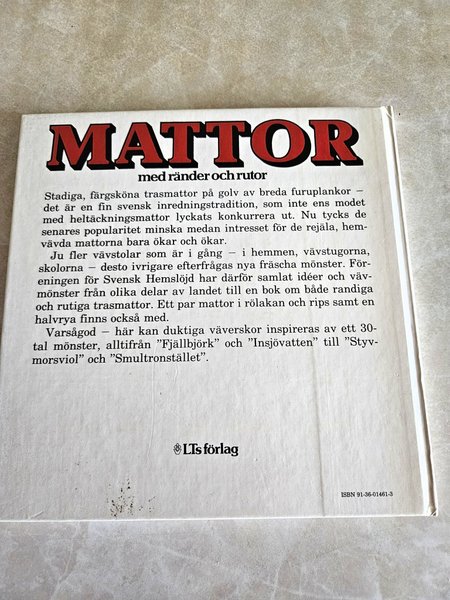 MATTOR
med ränder och rutor
Stadiga, färgsköna trasmattor på golv av breda furuplankor –
det är en fin svensk inredningstradition, som inte ens modet
med heltäckningsmattor lyckats konkurrera ut. Nu tycks de
senares popularitet minska medan intresset för de rejäla, hem-
vävda mattorna bara ökar och ökar.
Ju fler vävstolar som är i gång – i hemmen, vävstugorna,
skolorna – desto ivrigare efterfrågas nya fräscha mönster. För-
eningen för Svensk Hemslöjd har därför samlat idéer och väv-
mönster från olika delar av landet till en bok om både randiga
och rutiga trasmattor. Ett par mattor i rölakan och rips samt en
halvrya finns också med.
Varsågod – här kan duktiga väverskor inspireras av ett 30-
tal mönster, alltifrån ”Fjällbjörk” och ”Insjövatten” till ”Styv-
morsviol” och ”Smultronstället”.
LTs förlag
ISBN 91-36-01461-3